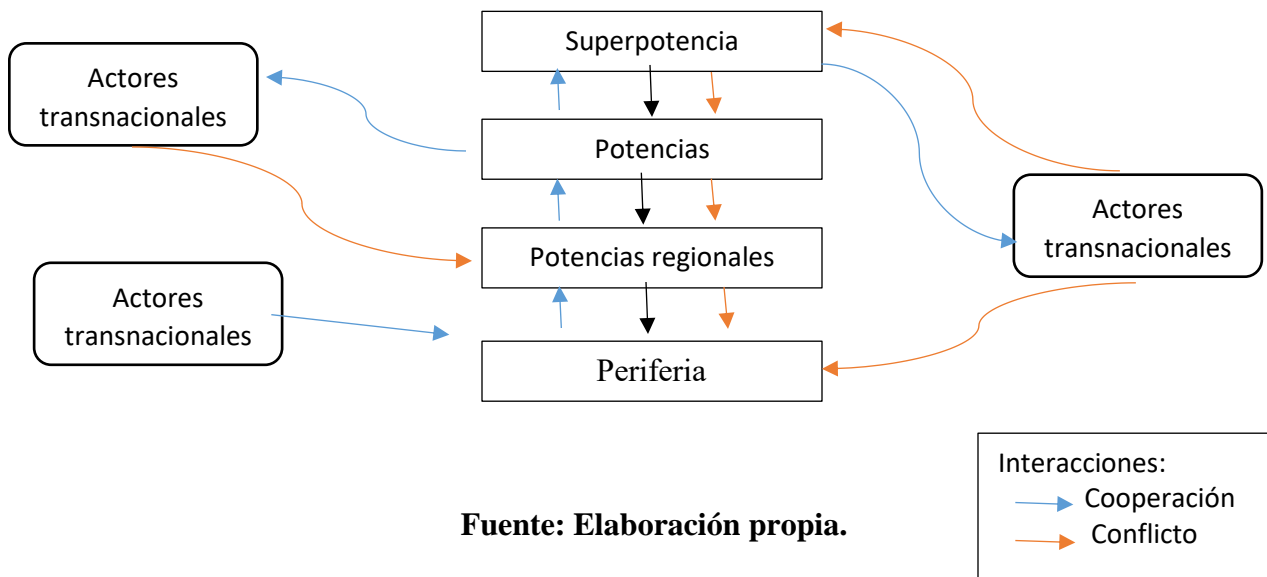 Superpotencia
Actores
transnacionales
Potencias
Actores
transnacionales
Potencias regionales
Actores
transnacionales
Periferia
Interacciones:
Cooperación
Conflicto
Fuente: Elaboración propia.